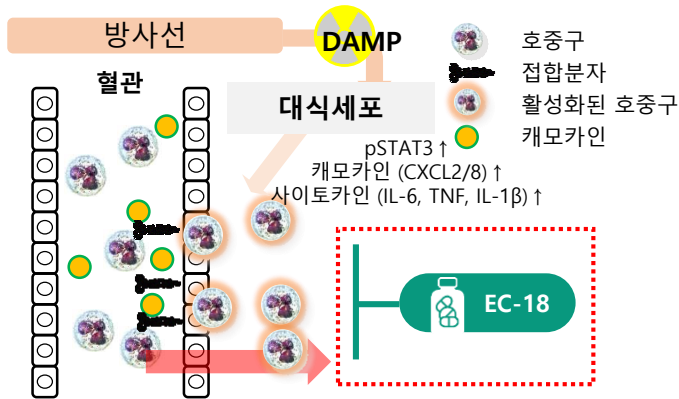 방사선
DAMP
호중구
접합분자
활성화된 호중구
캐모카인
혈관
대식세포
pSTAT3 ↑
캐모카인 (CXCL2/8) ↑
사이토카인 (IL-6, TNF, IL-1β) ↑
EC-18